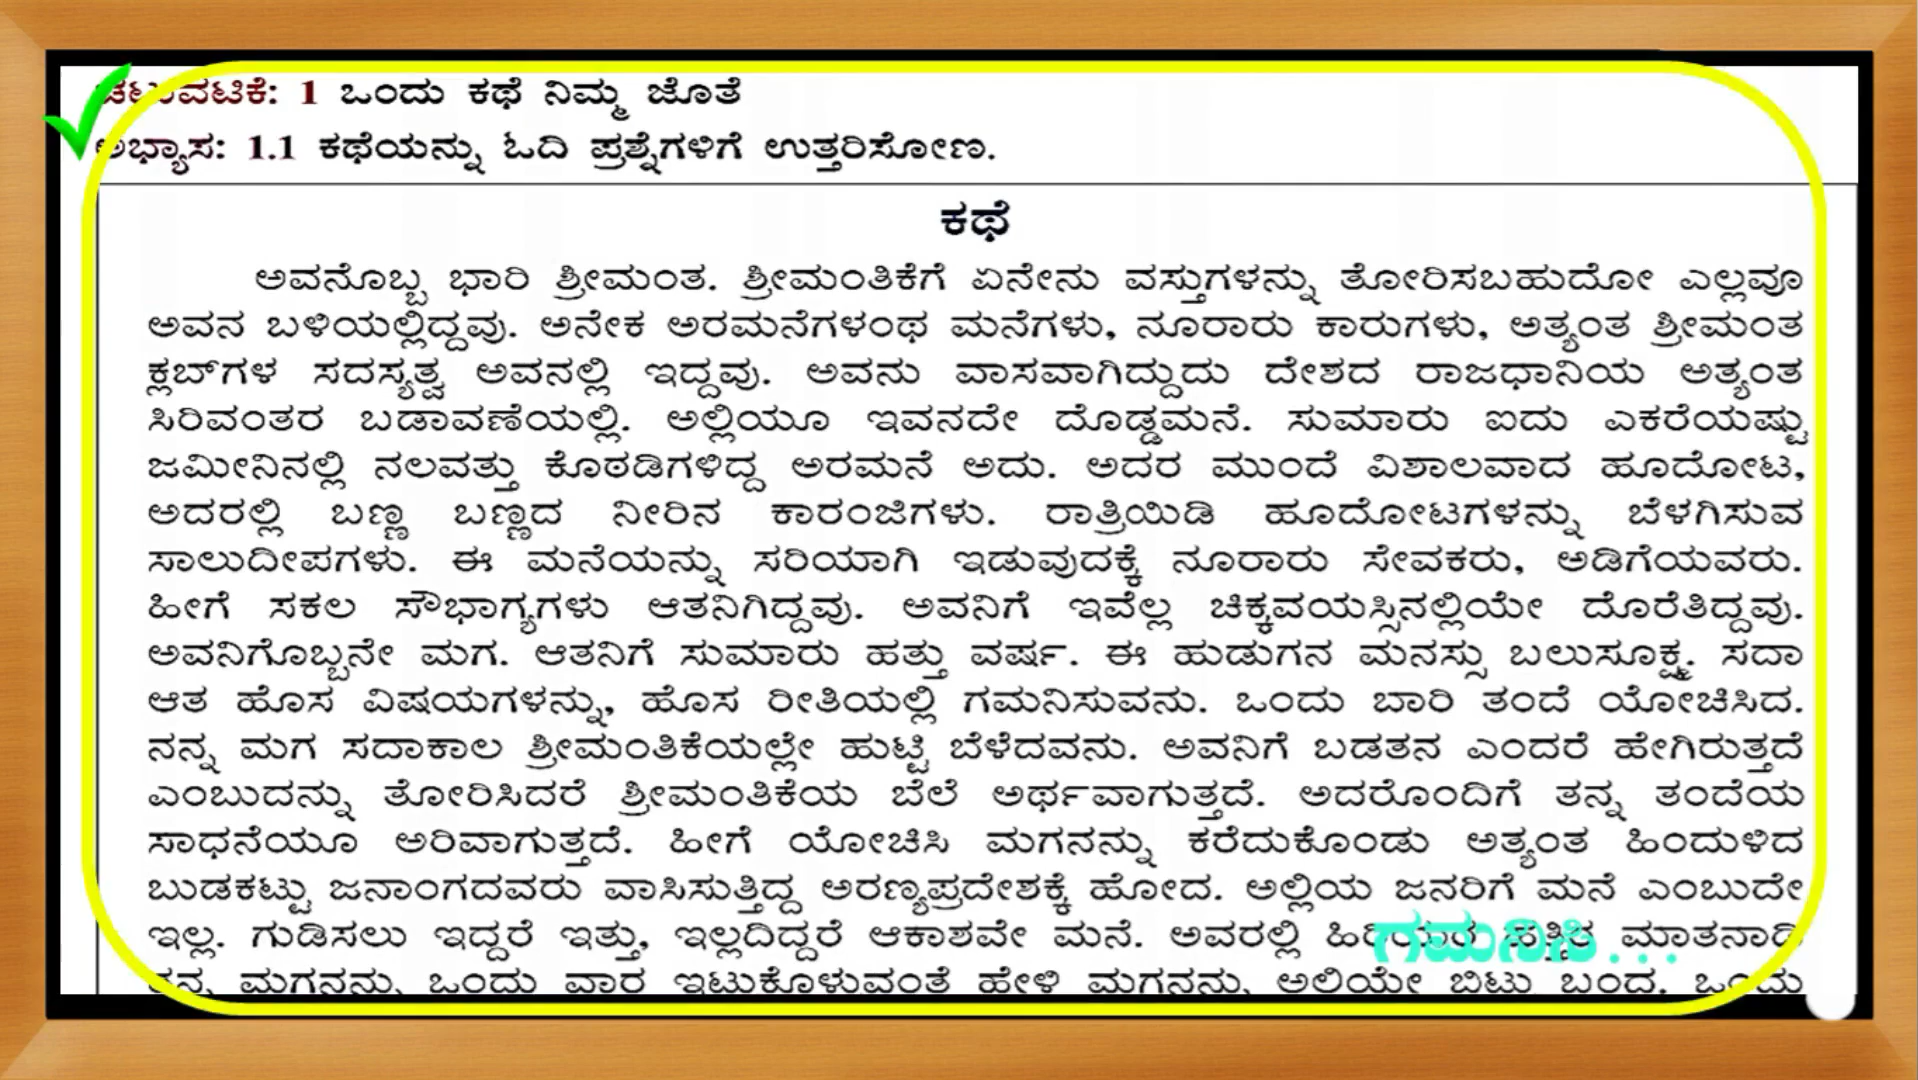 ಚಟುವಟಿಕೆ: 1 ಒಂದು ಕಥೆ ನಿಮ್ಮ ಜೊತೆ
ಅಭ್ಯಾಸ: 1.1 ಕಥೆಯನ್ನು ಓದಿ ಪ್ರಶ್ನೆಗಳಿಗೆ ಉತ್ತರಿಸೋಣ.
ಕಥೆ
ಅವನೊಬ್ಬ ಭಾರಿ ಶ್ರೀಮಂತ. ಶ್ರೀಮಂತಿಕೆಗೆ ಏನೇನು ವಸ್ತುಗಳನ್ನು ತೋರಿಸಬಹುದೋ ಎಲ್ಲವೂ
ಅವನ ಬಳಿಯಲ್ಲಿದ್ದವು. ಅನೇಕ ಅರಮನೆಗಳಂಥ ಮನೆಗಳು, ನೂರಾರು ಕಾರುಗಳು, ಅತ್ಯಂತ ಶ್ರೀಮಂತ
ಕ್ಲಬ್‌ಗಳ ಸದಸ್ಯತ್ವ ಅವನಲ್ಲಿ ಇದ್ದವು. ಅವನು ವಾಸವಾಗಿದ್ದುದು ದೇಶದ ರಾಜಧಾನಿಯ ಅತ್ಯಂತ
ಸಿರಿವಂತರ ಬಡಾವಣೆಯಲ್ಲಿ. ಅಲ್ಲಿಯೂ ಇವನದೇ ದೊಡ್ಡಮನೆ. ಸುಮಾರು ಐದು ಎಕರೆಯಷ್ಟು
ಜಮೀನಿನಲ್ಲಿ ನಲವತ್ತು ಕೊಠಡಿಗಳಿದ್ದ ಅರಮನೆ ಅದು. ಅದರ ಮುಂದೆ ವಿಶಾಲವಾದ ಹೂದೋಟ,
ಅದರಲ್ಲಿ ಬಣ್ಣ ಬಣ್ಣದ ನೀರಿನ ಕಾರಂಜಿಗಳು. ರಾತ್ರಿಯಿಡಿ ಹೂದೋಟಗಳನ್ನು ಬೆಳಗಿಸುವ
ಸಾಲುದೀಪಗಳು. ಈ ಮನೆಯನ್ನು ಸರಿಯಾಗಿ ಇಡುವುದಕ್ಕೆ ನೂರಾರು ಸೇವಕರು, ಅಡಿಗೆಯವರು.
ಹೀಗೆ ಸಕಲ ಸೌಭಾಗ್ಯಗಳು ಆತನಿಗಿದ್ದವು. ಅವನಿಗೆ ಇವೆಲ್ಲ ಚಿಕ್ಕವಯಸ್ಸಿನಲ್ಲಿಯೇ ದೊರೆತಿದ್ದವು.
ಅವನಿಗೊಬ್ಬನೇ ಮಗ. ಆತನಿಗೆ ಸುಮಾರು ಹತ್ತು ವರ್ಷ. ಈ ಹುಡುಗನ ಮನಸ್ಸು ಬಲುಸೂಕ್ಷ್ಮ. ಸದಾ
ಆತ ಹೊಸ ವಿಷಯಗಳನ್ನು, ಹೊಸ ರೀತಿಯಲ್ಲಿ ಗಮನಿಸುವನು. ಒಂದು ಬಾರಿ ತಂದೆ ಯೋಚಿಸಿದ.
ನನ್ನ ಮಗ ಸದಾಕಾಲ ಶ್ರೀಮಂತಿಕೆಯಲ್ಲೇ ಹುಟ್ಟಿ ಬೆಳೆದವನು. ಅವನಿಗೆ ಬಡತನ ಎಂದರೆ ಹೇಗಿರುತ್ತದೆ
ಎಂಬುದನ್ನು ತೋರಿಸಿದರೆ ಶ್ರೀಮಂತಿಕೆಯ ಬೆಲೆ ಅರ್ಥವಾಗುತ್ತದೆ. ಅದರೊಂದಿಗೆ ತನ್ನ ತಂದೆಯ
ಸಾಧನೆಯೂ ಅರಿವಾಗುತ್ತದೆ. ಹೀಗೆ ಯೋಚಿಸಿ ಮಗನನ್ನು ಕರೆದುಕೊಂಡು ಅತ್ಯಂತ ಹಿಂದುಳಿದ
ಬುಡಕಟ್ಟು ಜನಾಂಗದವರು ವಾಸಿಸುತ್ತಿದ್ದ ಅರಣ್ಯಪ್ರದೇಶಕ್ಕೆ ಹೋದ. ಅಲ್ಲಿಯ ಜನರಿಗೆ ಮನೆ ಎಂಬುದೇ
ಇಲ್ಲ. ಗುಡಿಸಲು ಇದ್ದರೆ ಇತ್ತು, ಇಲ್ಲದಿದ್ದರೆ ಆಕಾಶವೇ ಮನೆ. ಅವರಲ್ಲಿ ಮಾತನಾಡಿ
ತನ್ನ ಮಗನನ್ನು ಒಂದು ವಾರ ಇಟ್ಟುಕೊಳ್ಳುವಂತೆ ಹೇಳಿ ಮಗನನ್ನು ಅಲ್ಲಿಯೇ ಬಿಟ್ಟು ಬಂದ. ಒಂದು
ಗಮನಿಸಿ...